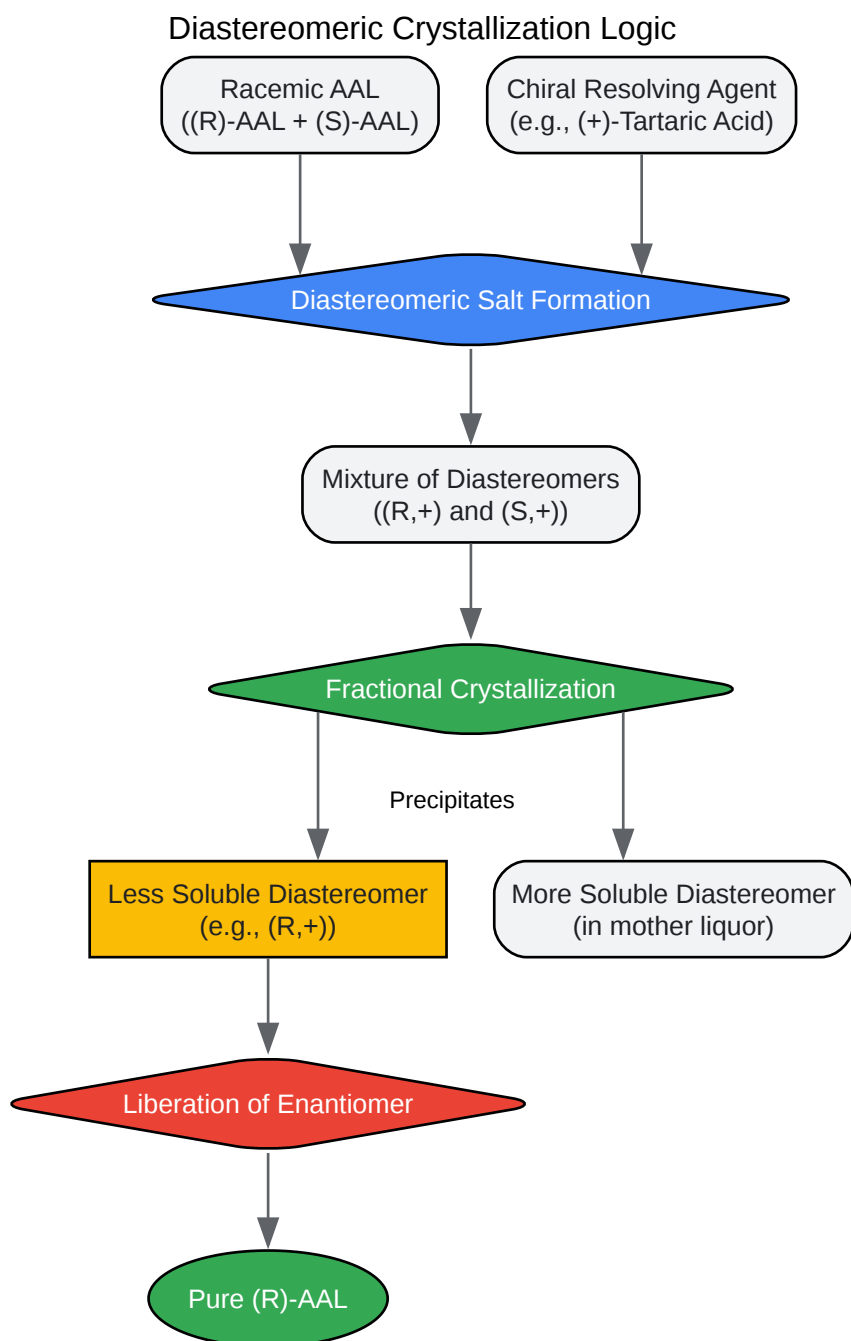 Diastereomeric Crystallization Logic
Racemic AAL
((R)-AAL + (S)-AAL)
Chiral Resolving Agent
(e.g., (+)-Tartaric Acid)
Diastereomeric Salt Formation
Mixture of Diastereomers
((R,+) and (S,+))
Fractional Crystallization
Precipitates
Less Soluble Diastereomer
(e.g., (R,+))
More Soluble Diastereomer
(in mother liquor)
Liberation of Enantiomer
Pure (R)-AAL